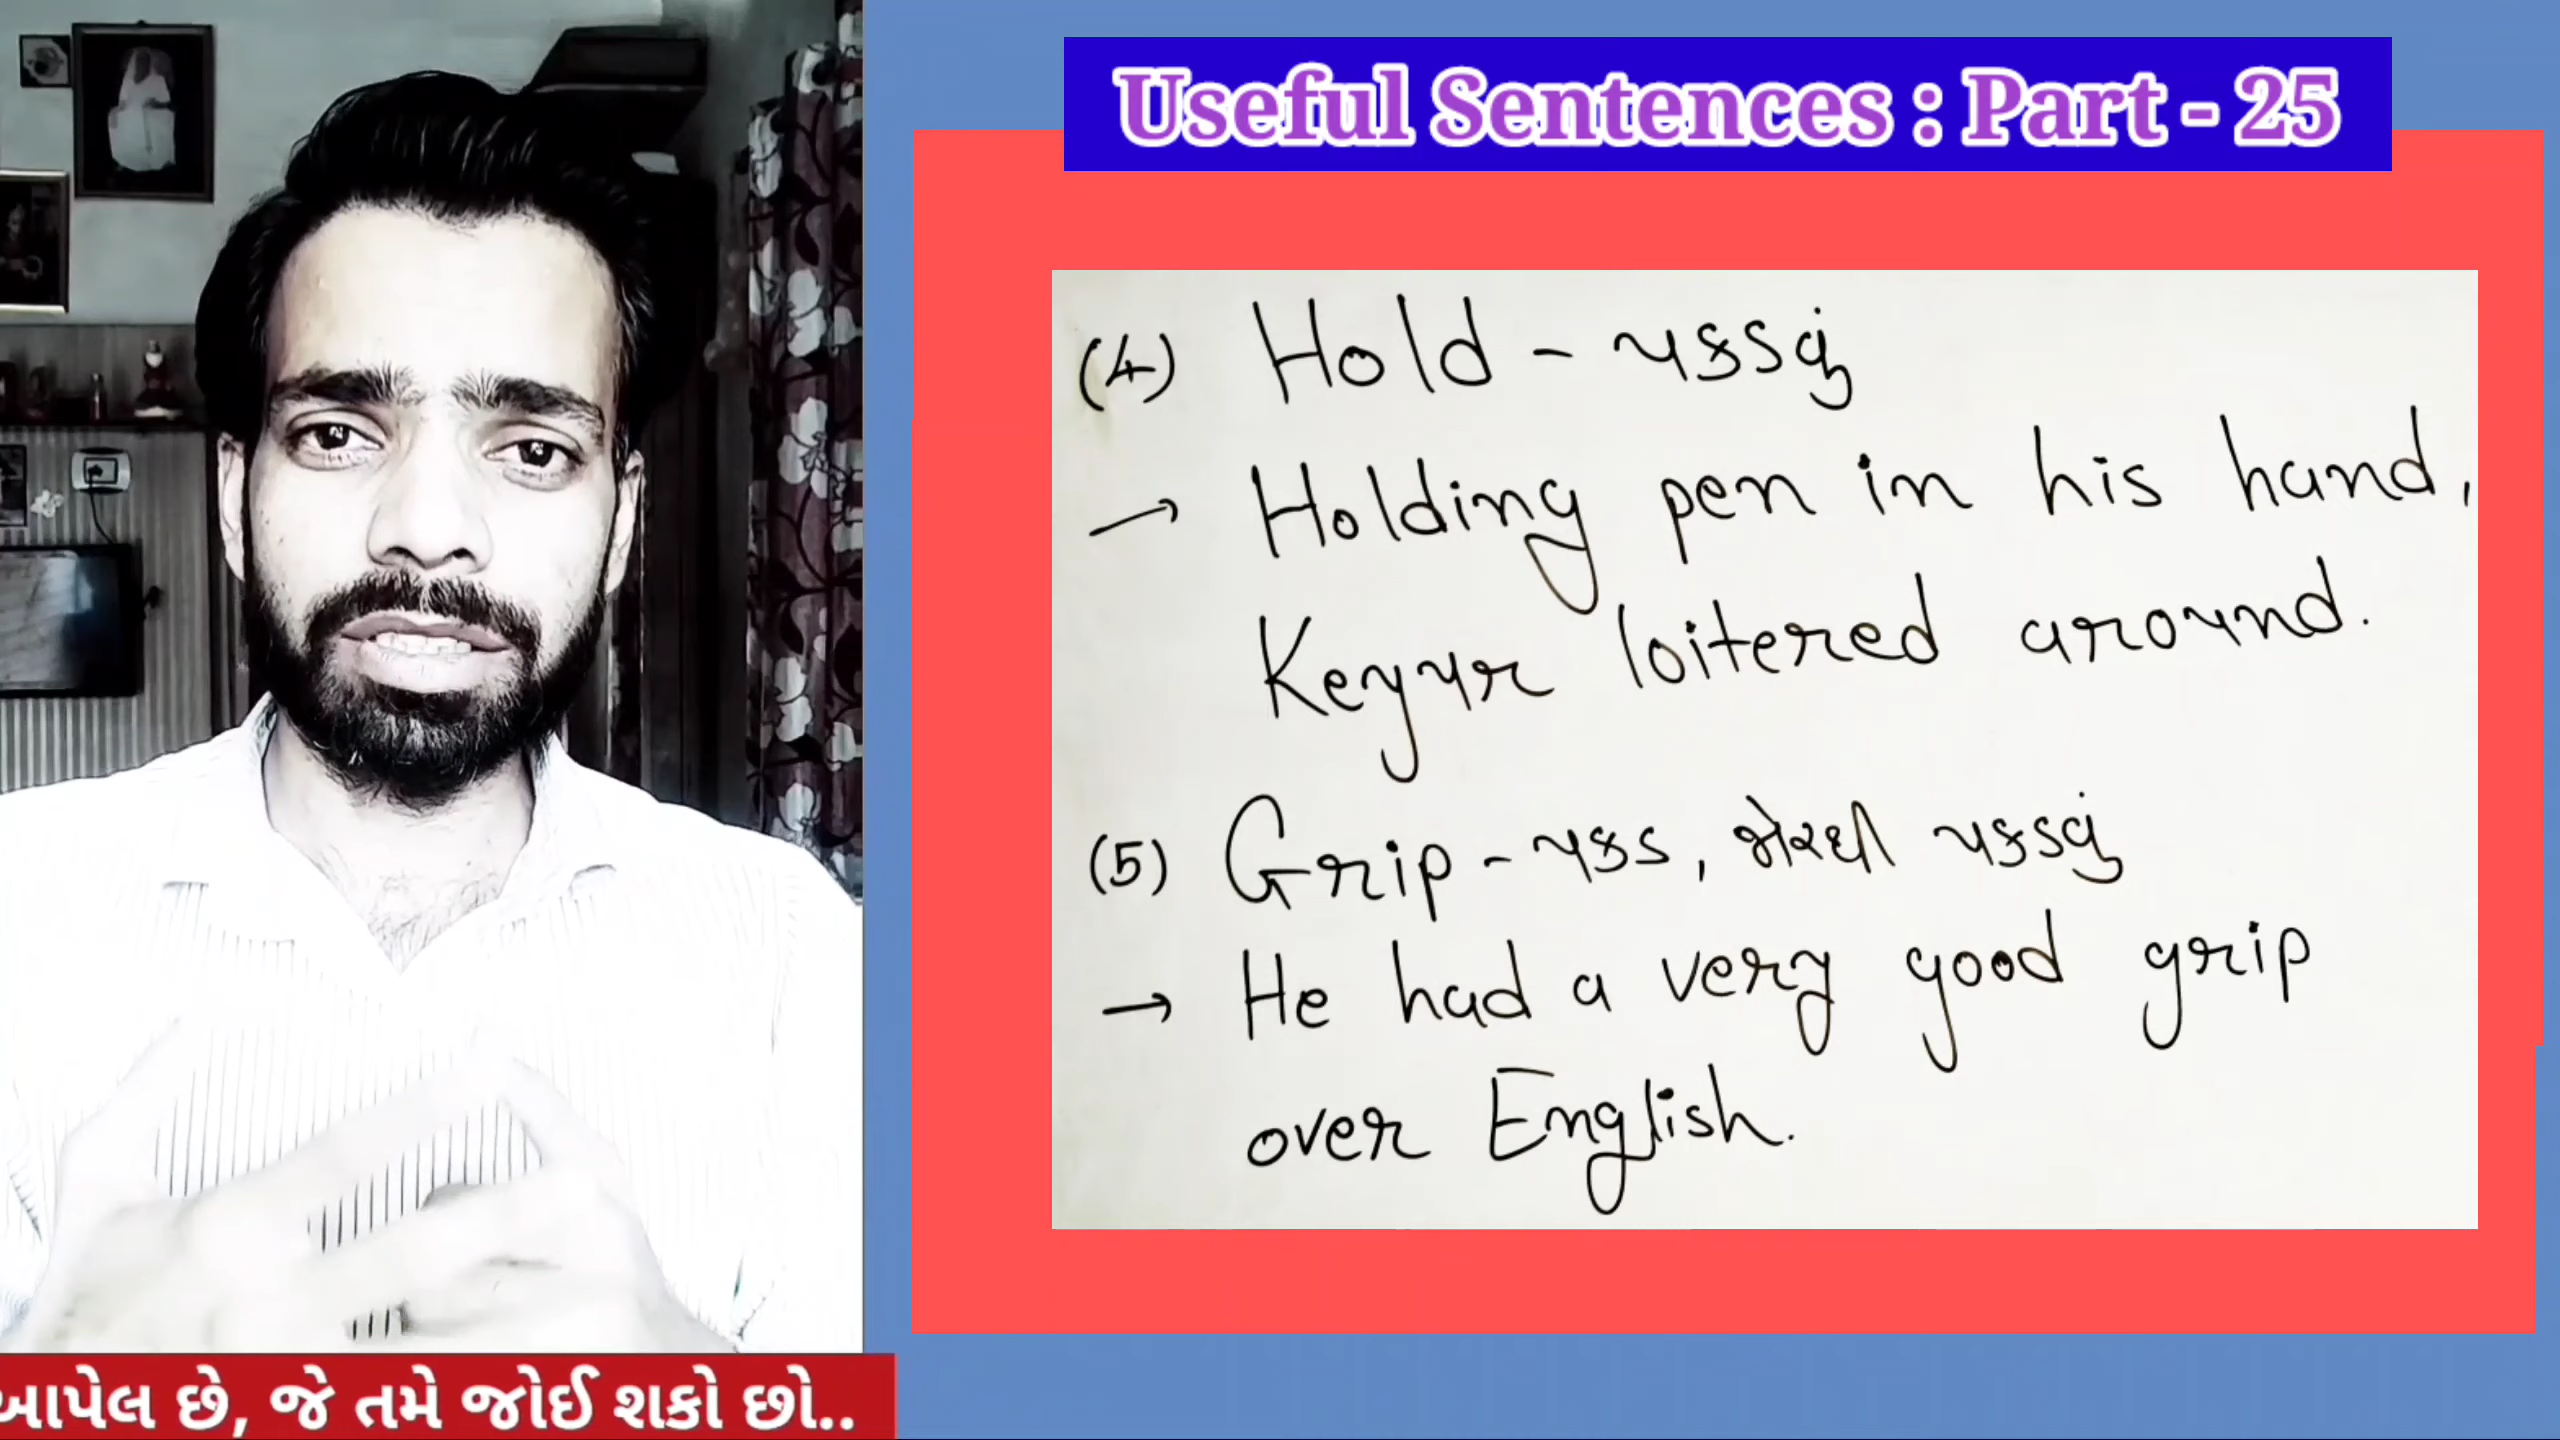 Useful Sentences : Part - 25
(4) Hold - પકડવું
→ Holding pen in his hand,
Keyur loitered around.
(5) Grip - પકડ, જોરથી પકડવું
→ He had a very good grip
over English.
આપેલ છે, જે તમે જોઈ શકો છો..